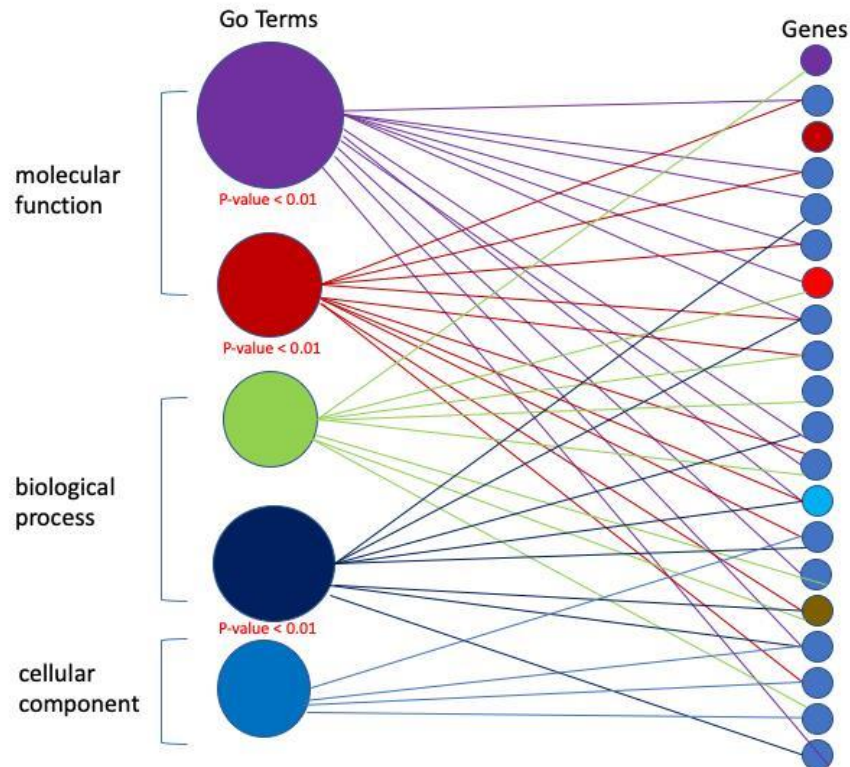 Go Terms
Genes
molecular
function
P-value < 0.01
P-value < 0.01
biological
process
P-value < 0.01
cellular
component